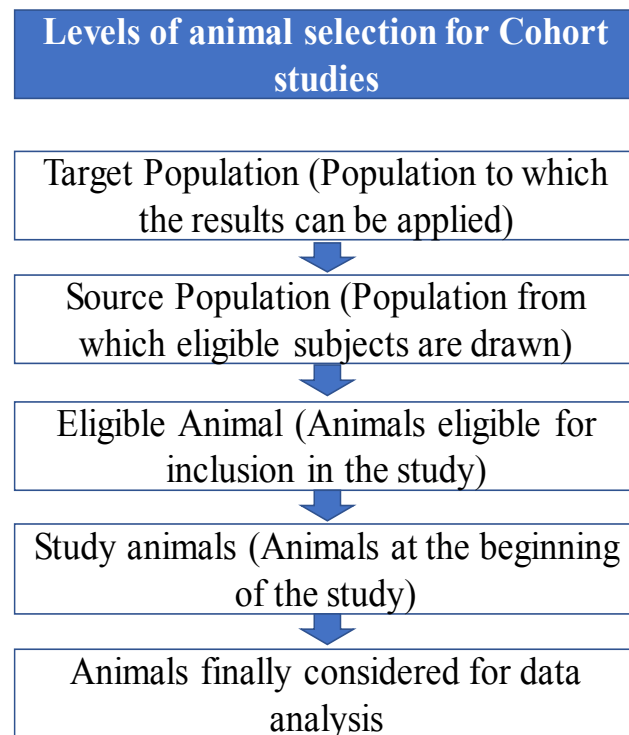 Levels of animal selection for Cohort
studies
Target Population (Population to which
the results can be applied)
Source Population (Population from
which eligible subjects are drawn)
Eligible Animal (Animals eligible for
inclusion in the study)
Study animals (Animals at the beginning
of the study)
Animals finally considered for data
analysis